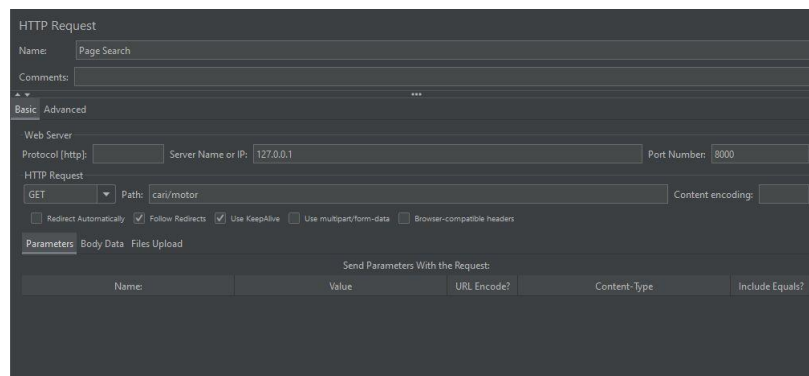 HTTP Request
Name: Page Search
Comments:
Basic Advanced
Web Server
Protocol [http]: Server Name or IP: 127.0.0.1 Port Number: 8000
HTTP Request
GET Path: cari/motor Content encoding:
Redirect Automatically Follow Redirects Use KeepAlive Use multipart/form-data Browser-compatible headers
Parameters Body Data Files Upload
Send Parameters With the Request:
Name: Value URL Encode? Content-Type Include Equals?